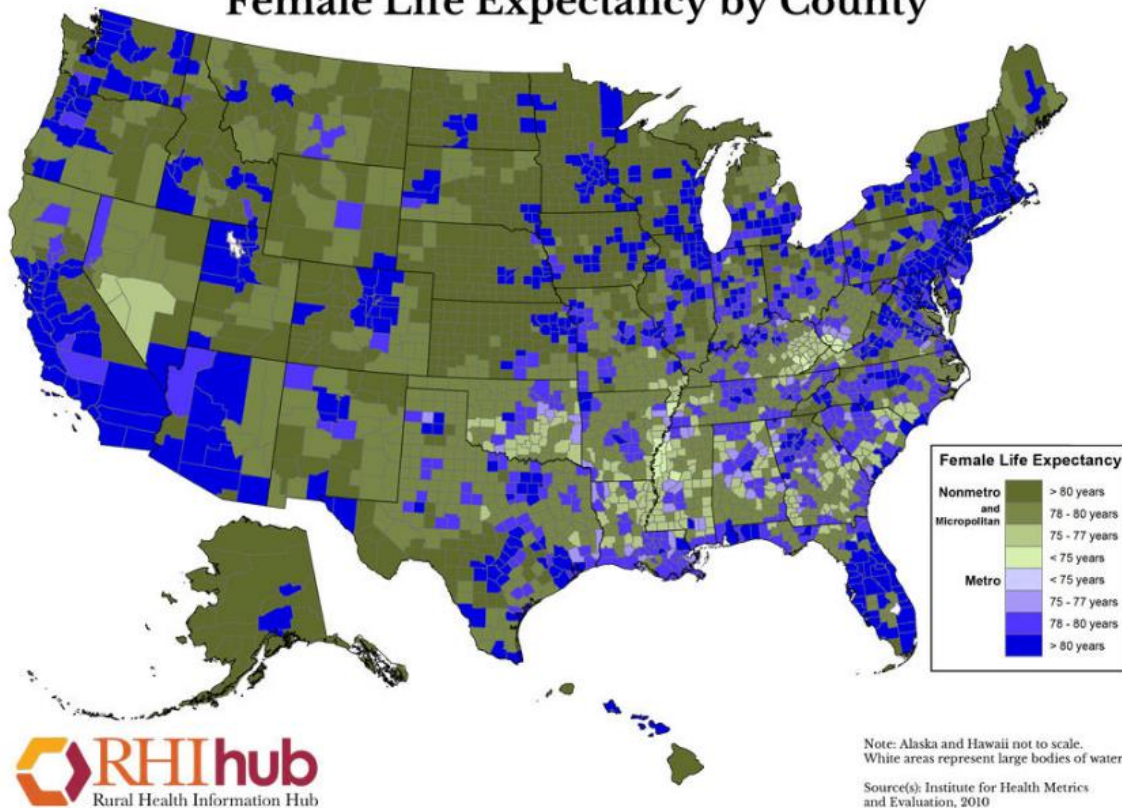 Female Life Expectancy by County
Female Life Expectancy
Nonmetro
and
Micropolitan
> 80 years
78 - 80 years
75 - 77 years
< 75 years
Metro
< 75 years
75 - 77 years
78 - 80 years
> 80 years
RHIhub
Rural Health Information Hub
Note: Alaska and Hawaii not to scale.
White areas represent large bodies of water
Source(s): Institute for Health Metrics
and Evaluation, 2010